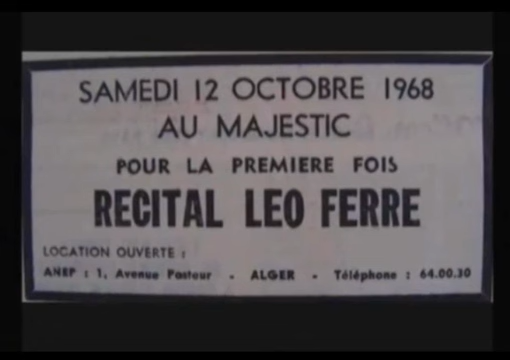 SAMEDI 12 OCTOBRE 1968
AU MAJESTIC
POUR LA PREMIERE FOIS
RECITAL LEO FERRE
LOCATION OUVERTE :
ANEP : 1, Avenue Pasteur - ALGER - Téléphone : 64.00.30